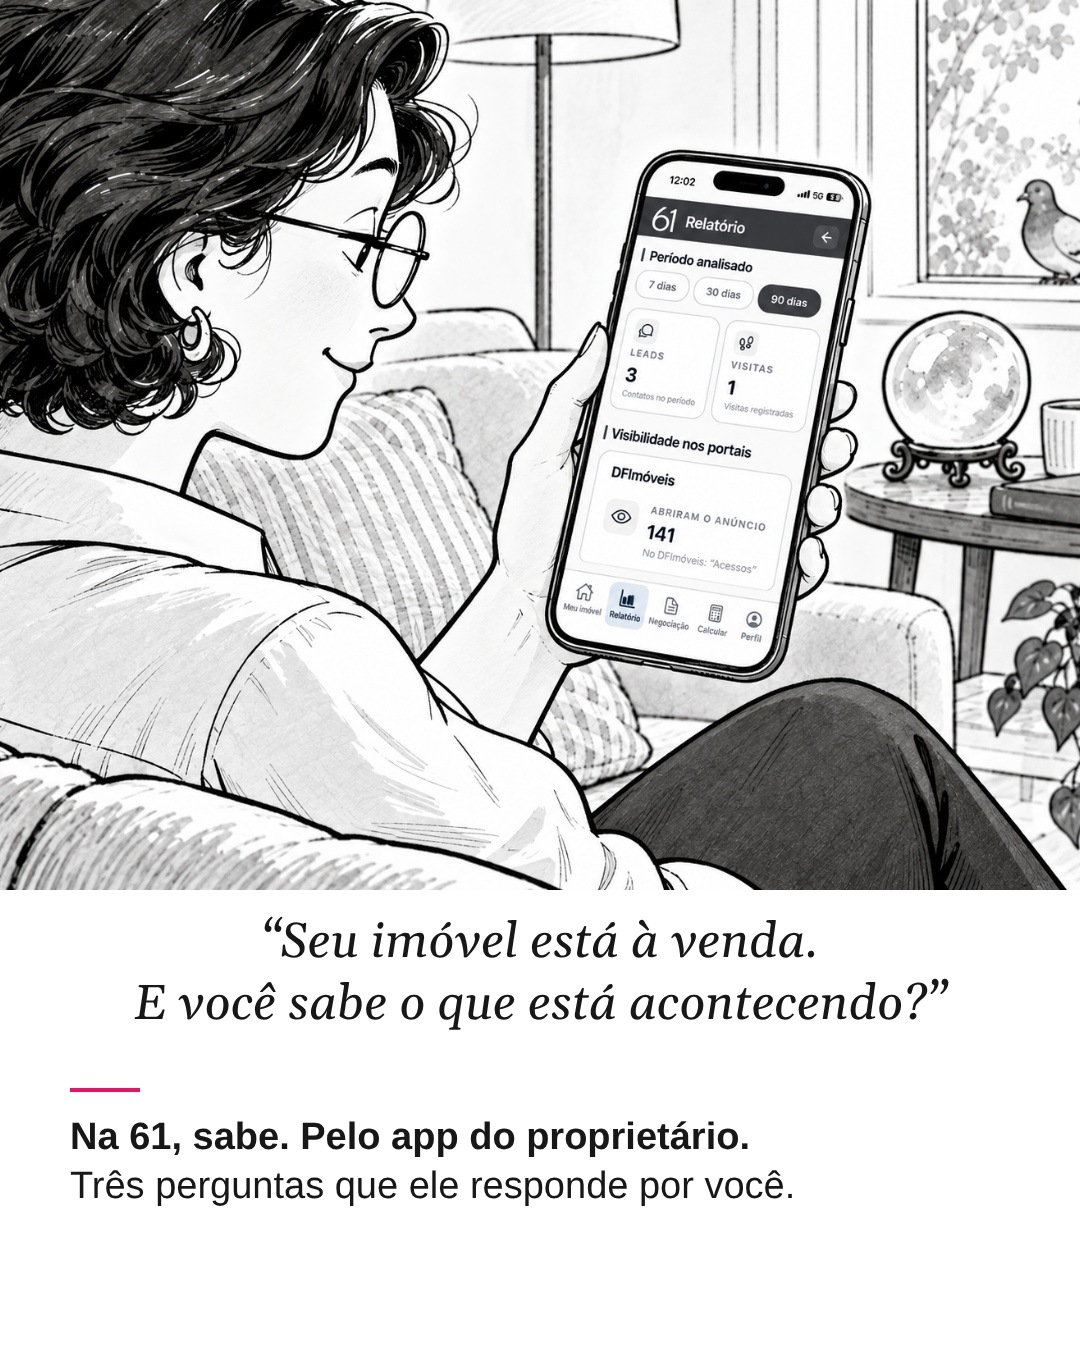 12:02
5G
61 Relatório
Período analisado
7 dias
30 dias
90 dias
LEADS
3
Contatos no período
VISITAS
1
Visitas registradas
Visibilidade nos portais
DFImóveis
ABRIRAM O ANÚNCIO
141
No DFImóveis: "Acessos"
Meu imóvel
Relatório
Negociação
Calcular
Perfil
“Seu imóvel está à venda.
E você sabe o que está acontecendo?”
Na 61, sabe. Pelo app do proprietário.
Três perguntas que ele responde por você.